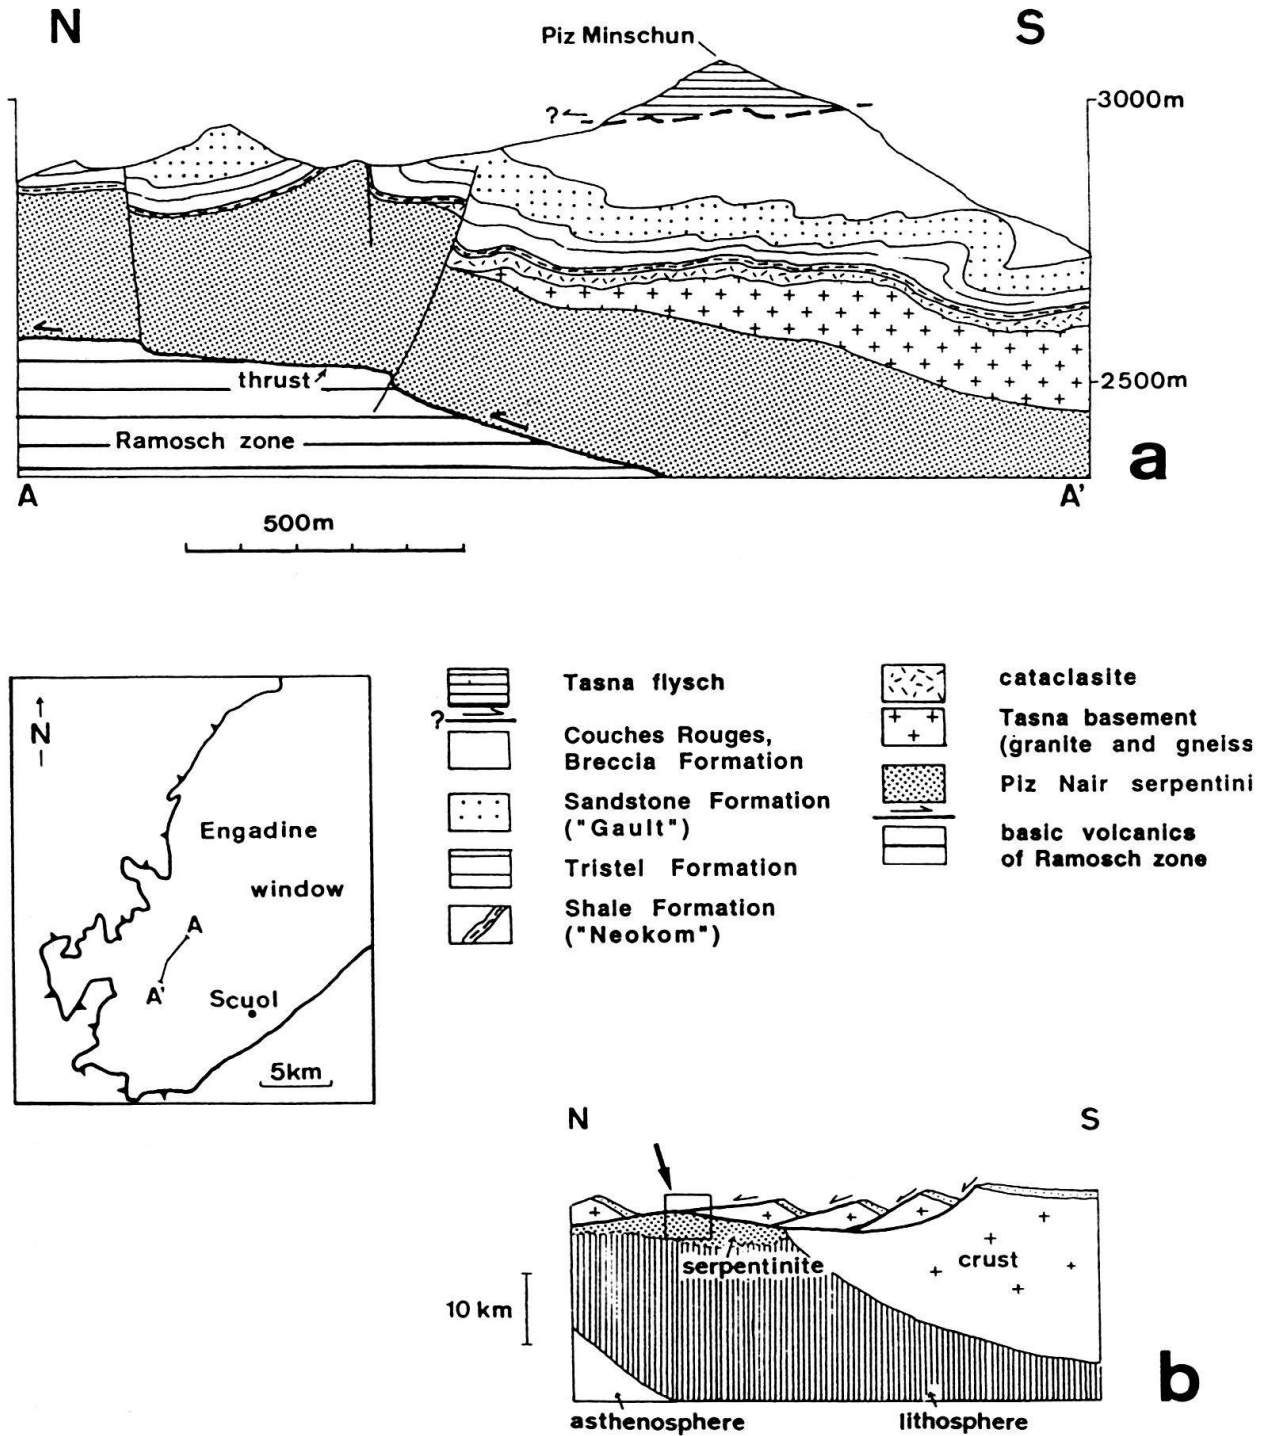 N
S
Piz Minschun
?
3000m
thrust
2500m
Ramosch zone
a
A
A'
500m
N
Engadine
window
A
A'
Scuol
5km
Tasna flysch
?
Couches Rouges,
Breccia Formation
Sandstone Formation
("Gault")
Tristel Formation
Shale Formation
("Neokom")
cataclasite
Tasna basement
(granite and gneiss
Piz Nair serpentini
basic volcanics
of Ramosch zone
N
S
serpentinite
crust
10 km
b
asthenosphere
lithosphere